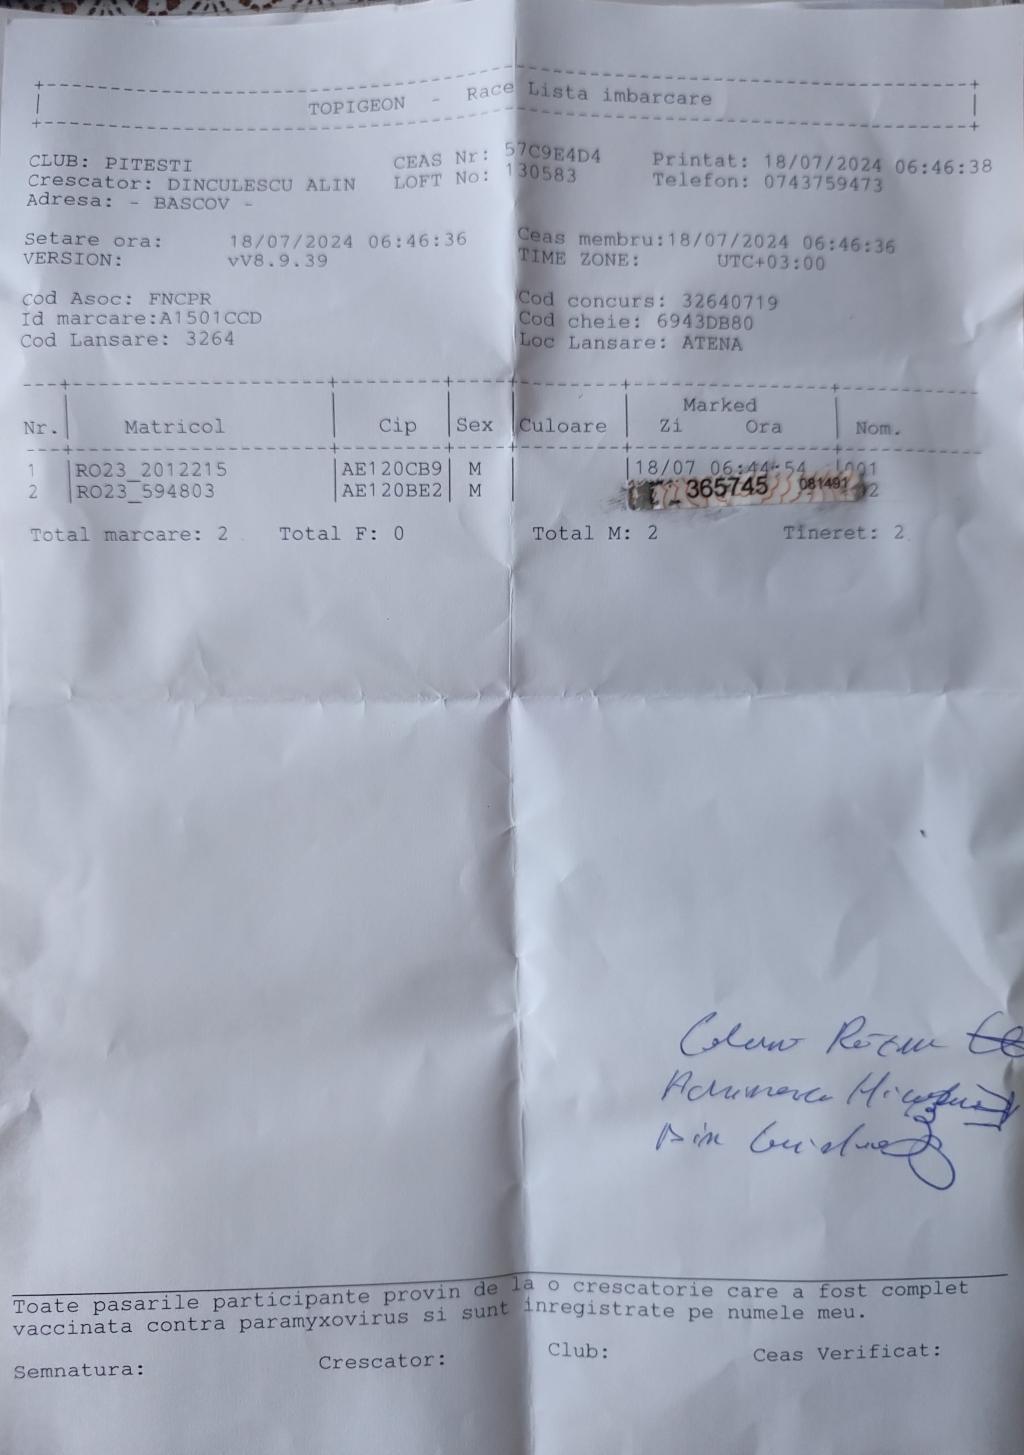 TOPIGEON - Race Lista imbarcare
CLUB: PITESTI CEAS Nr: 57C9E4D4 Printat: 18/07/2024 06:46:38
Crescator: DINCULESCU ALIN LOFT No: 130583 Telefon: 0743759473
Adresa: - BASCOV -
Setare ora: 18/07/2024 06:46:36 Ceas membru:18/07/2024 06:46:36
VERSION: vV8.9.39 TIME ZONE: UTC+03:00
Cod Asoc: FNCPR Cod concurs: 32640719
Id marcare:A1501CCD Cod cheie: 6943DB80
Cod Lansare: 3264 Loc Lansare: ATENA
Marked
Nr. Matricol Cip Sex Culoare Zi Ora Nom.
1 RO23_2012215 AE120CB9 M 18/07 06:44:54 001
2 RO23_594803 AE120BE2 M 365745 081491 2
Total marcare: 2 Total F: 0 Total M: 2 Tineret: 2
Toate pasarile participante provin de la o crescatorie care a fost complet
vaccinata contra paramyxovirus si sunt inregistrate pe numele meu.
Semnatura: Crescator: Club: Ceas Verificat: